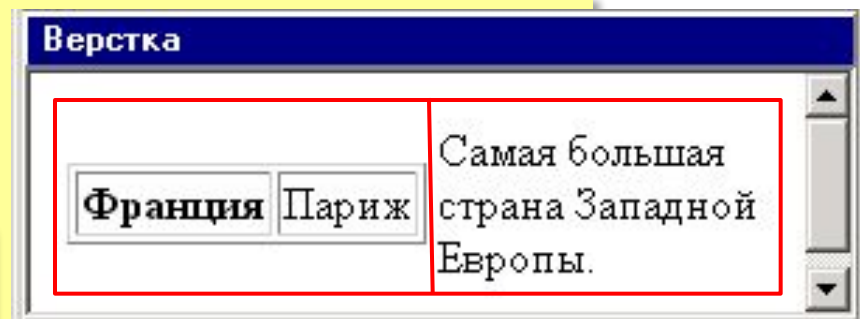 Верстка
Франция Париж
Самая большая
страна Западной
Европы.